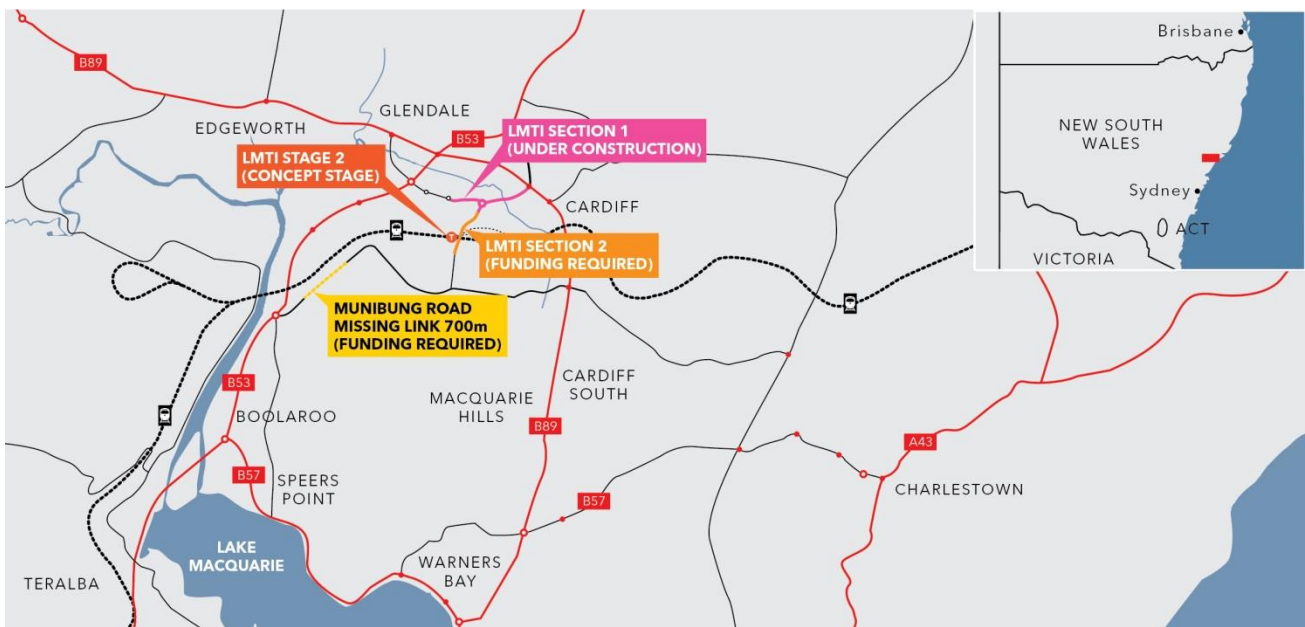 B89
EDGEWORTH
GLENDALE
B53
LMTI SECTION 1
(UNDER CONSTRUCTION)
LMTI STAGE 2
(CONCEPT STAGE)
CARDIFF
T
LMTI SECTION 2
(FUNDING REQUIRED)
MUNIBUNG ROAD
MISSING LINK 700m
(FUNDING REQUIRED)
B53
BOOLAROO
MACQUARIE
HILLS
CARDIFF
SOUTH
B89
A43
B57
SPEERS
POINT
B57
CHARLESTOWN
LAKE
MACQUARIE
WARNERS
BAY
TERALBA
Brisbane
NEW SOUTH
WALES
Sydney
ACT
VICTORIA